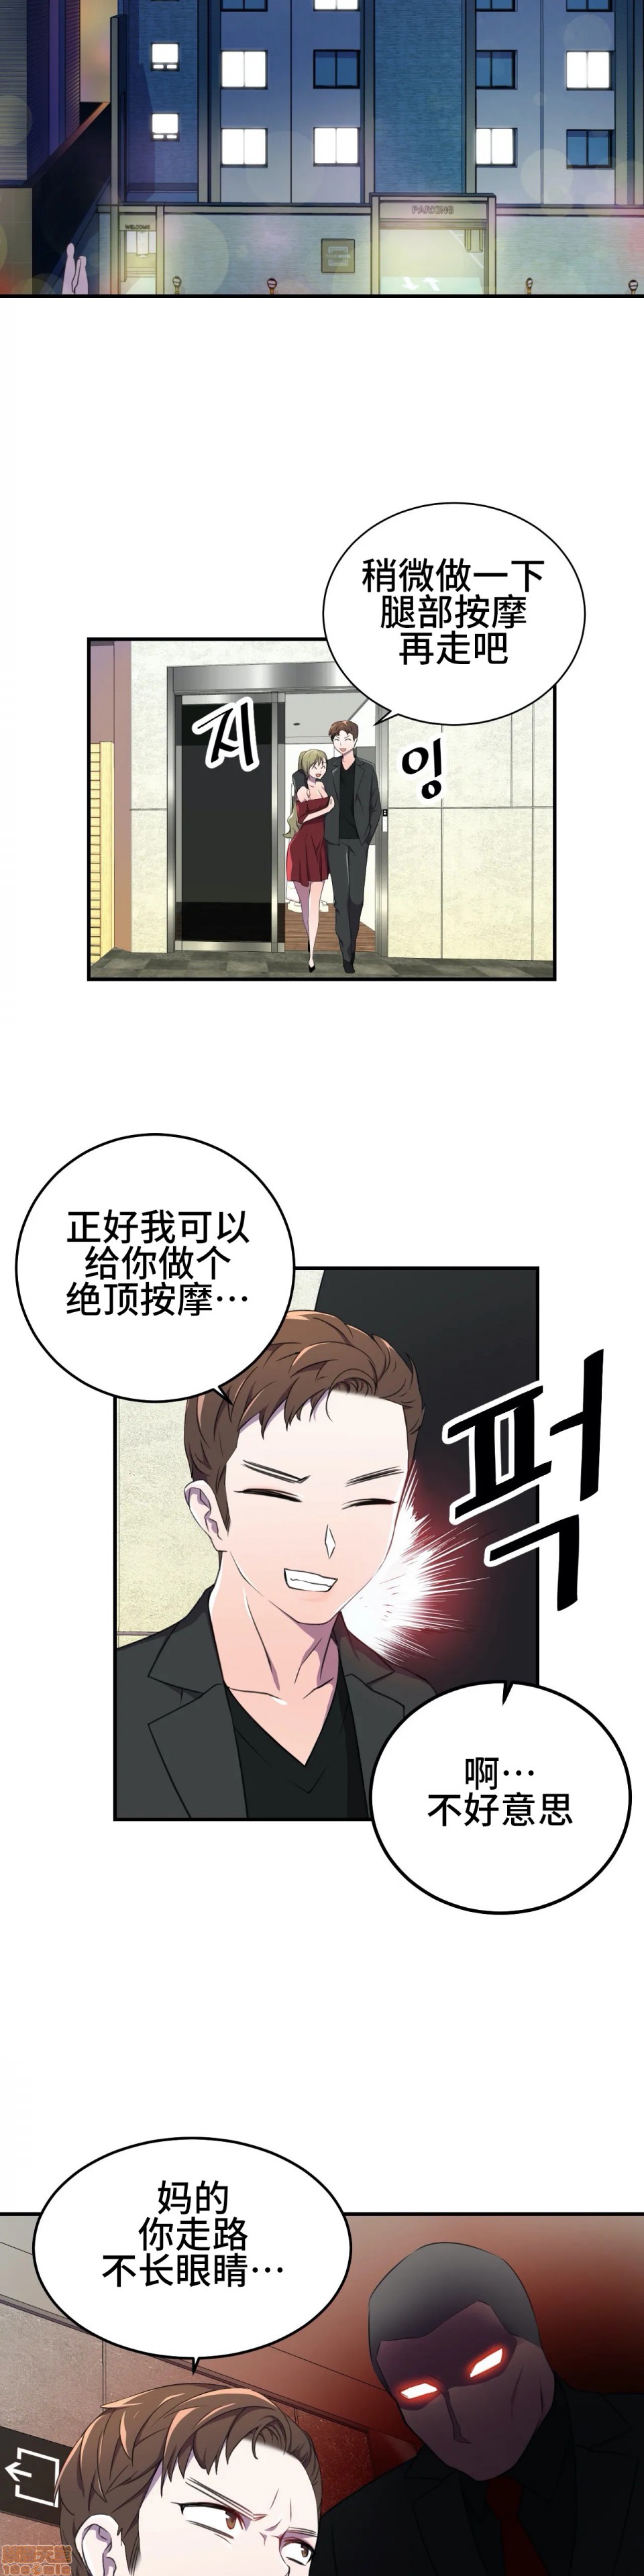 WELCOME
PARKING
稍微做一下
腿部按摩
再走吧
지
잉
正好我可以
给你做个
绝顶按摩…
퍽
啊…
不好意思
妈的
你走路
不长眼睛…